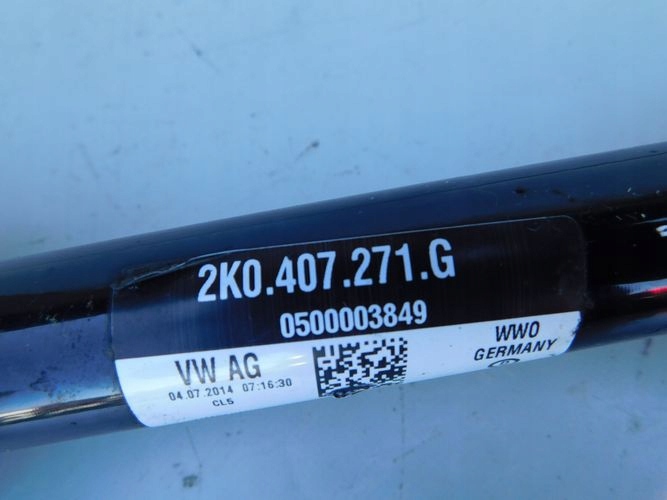 2K0.407.271.G
0500003849
VW AG
04.07.2014 07:16:30
CL5
WWO
GERMANY